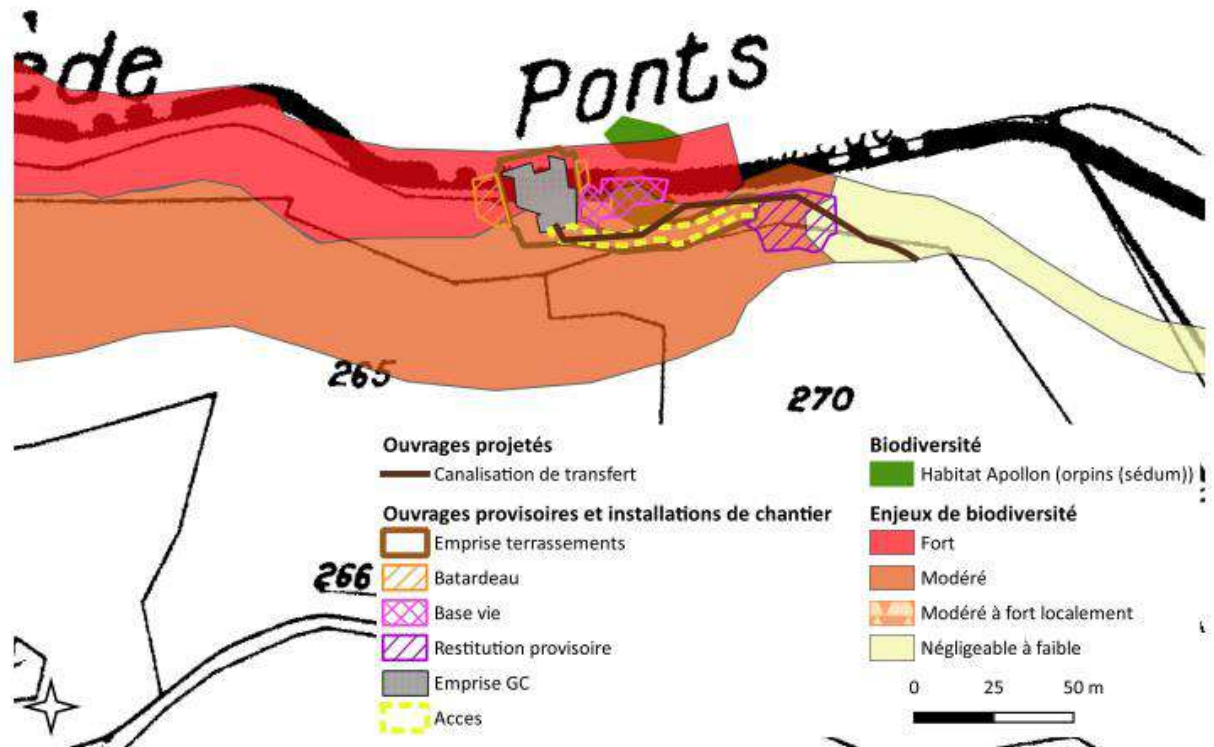 ède
Ponts
265
270
266
Ouvrages projetés
Canalisation de transfert
Ouvrages provisoires et installations de chantier
Emprise terrassements
Batardeau
Base vie
Restitution provisoire
Emprise GC
Acces
Biodiversité
Habitat Apollon (orpins (sédum))
Enjeux de biodiversité
Fort
Modéré
Modéré à fort localement
Négligeable à faible
0 25 50 m